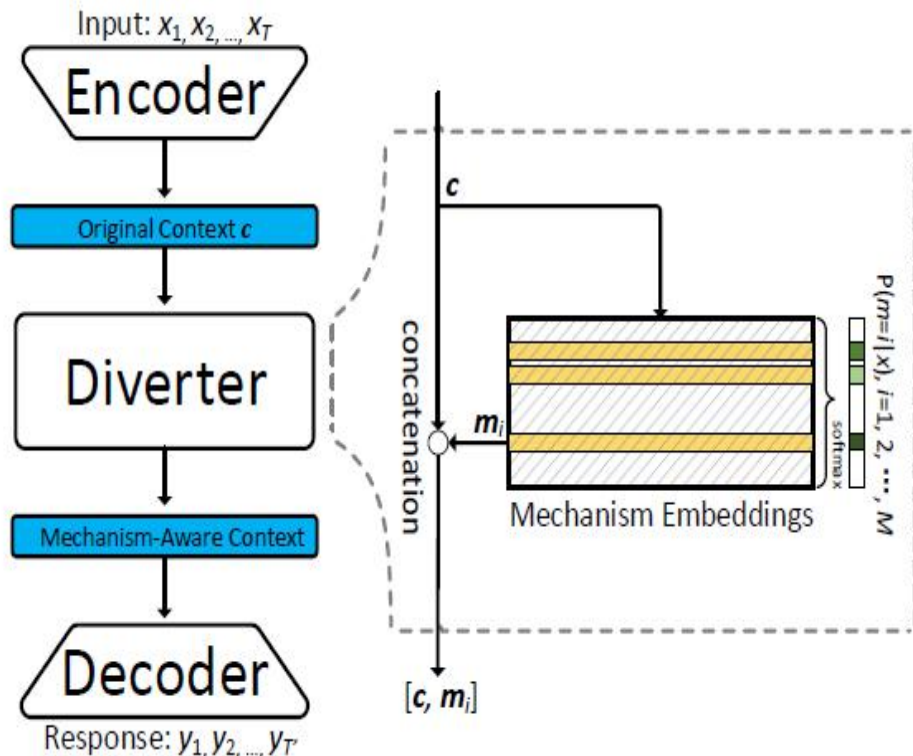 Input: x1, x2, ..., xT
Encoder
Original Context c
Diverter
Mechanism-Aware Context
Decoder
Response: y1, y2, ..., yT'
c
concatenation
mi
Mechanism Embeddings
softmax
P(m=i|x), i=1, 2, ⋯, M
[c, mi]